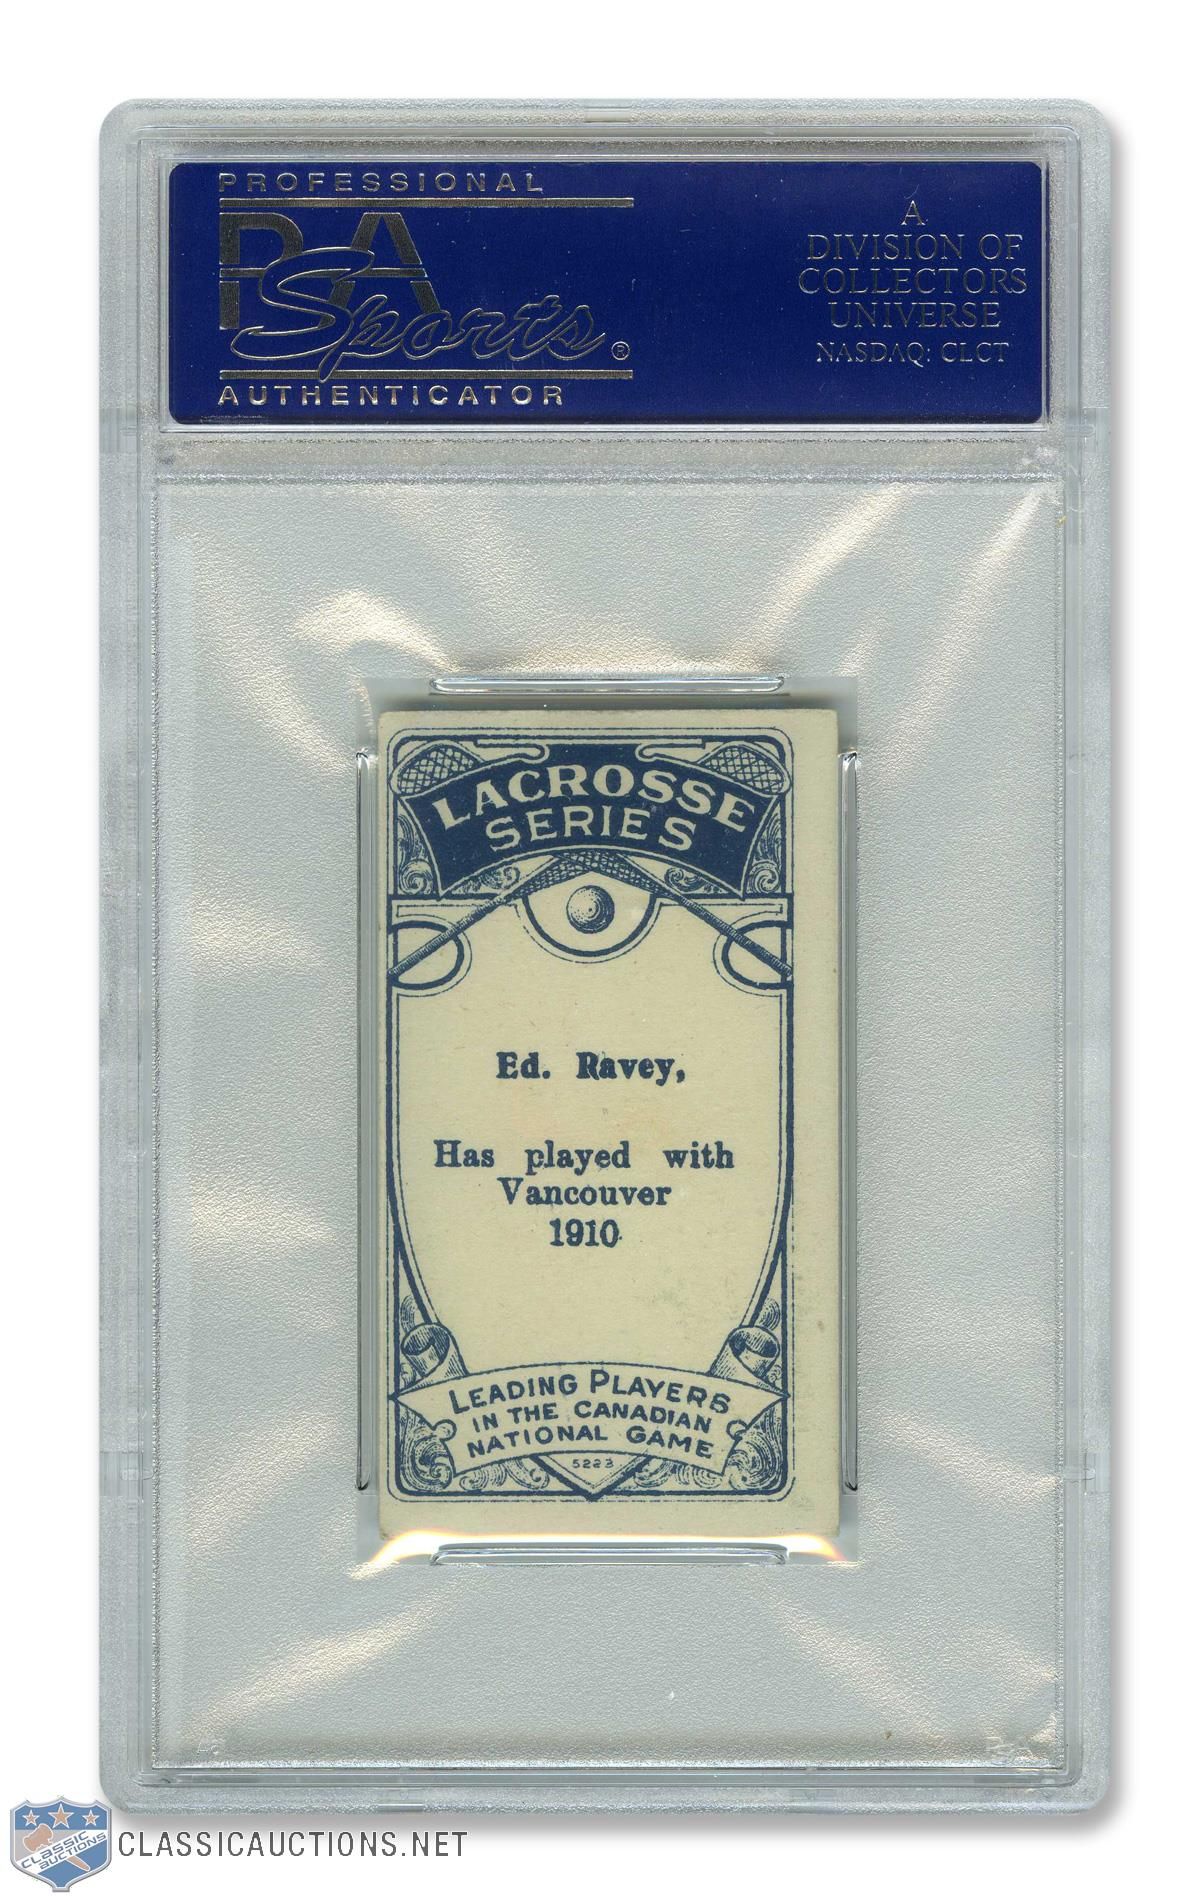 PROFESSIONAL
PSA
Sports®
AUTHENTICATOR
A
DIVISION OF
COLLECTORS
UNIVERSE
NASDAQ: CLCT
LACROSSE
SERIES
Ed. Ravey,
Has played with
Vancouver
1910
LEADING PLAYERS
IN THE CANADIAN
NATIONAL GAME
5223
CLASSIC
AUCTIONS
CLASSICAUCTIONS.NET